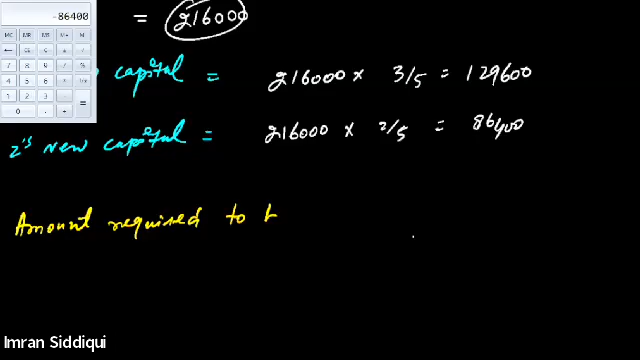 -86400
= 216000
capital = 216000 × 3/5 = 129600
z's new capital = 216000 × 2/5 = 86400
Amount required to b
Imran Siddiqui